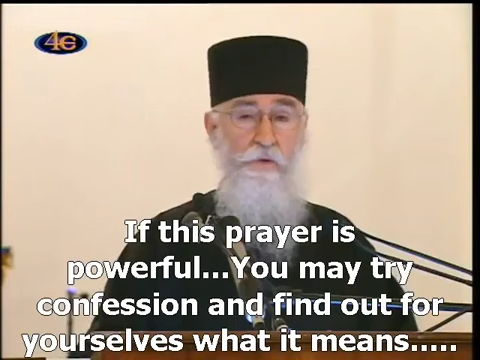 4E
If this prayer is
powerful...You may try
confession and find out for
yourselves what it means.....